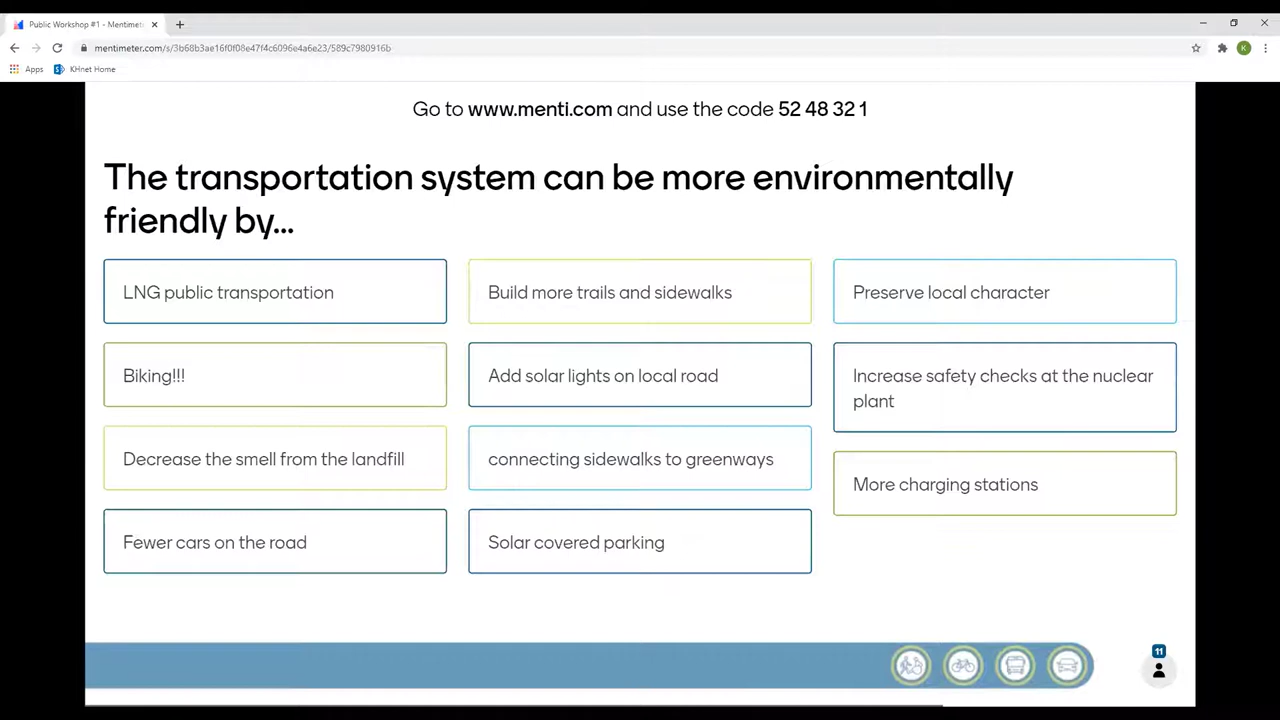 Public Workshop #1 - Mentimet
mentimeter.com/s/3b68b3ae16f0f08e47f4c6096e4a6e23/589c7980916b
K
Apps
KHnet Home
Go to www.menti.com and use the code 52 48 32 1
The transportation system can be more environmentally
friendly by...
LNG public transportation
Biking!!!
Decrease the smell from the landfill
Fewer cars on the road
Build more trails and sidewalks
Add solar lights on local road
connecting sidewalks to greenways
Solar covered parking
Preserve local character
Increase safety checks at the nuclear
plant
More charging stations
11